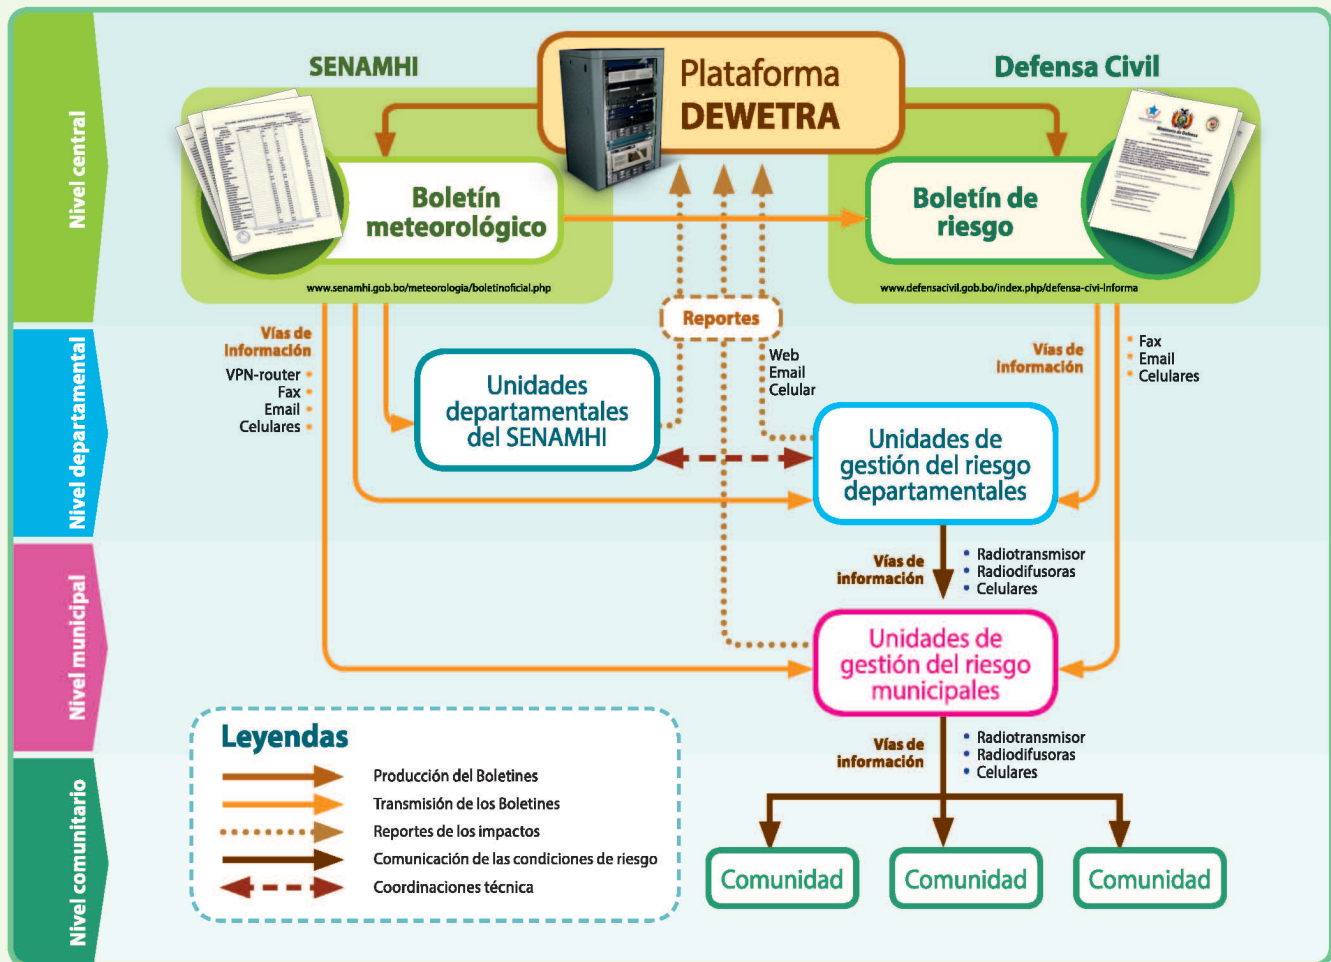 SENAMHI
Plataforma
DEWETRA
Defensa Civil
Nivel central
Boletín
meteorológico
www.senamhi.gob.bo/meteorologia/boletinoficial.php
Ministerio de Defensa
Boletín de
riesgo
www.defensacivil.gob.bo/index.php/defensa-civi-informa
Reportes
Nivel departamental
Vías de
información
VPN-router
Fax
Email
Celulares
Unidades
departamentales
del SENAMHI
Web
Email
Celular
Vías de
información
• Fax
• Email
• Celulares
Unidades de
gestión del riesgo
departamentales
Vías de
información
• Radiotransmisor
• Radiodifusoras
• Celulares
Nivel municipal
Unidades de
gestión del riesgo
municipales
Vías de
información
• Radiotransmisor
• Radiodifusoras
• Celulares
Nivel comunitario
Comunidad
Comunidad
Comunidad
Leyendas
Producción del Boletines
Transmisión de los Boletines
Reportes de los impactos
Comunicación de las condiciones de riesgo
Coordinaciones técnica